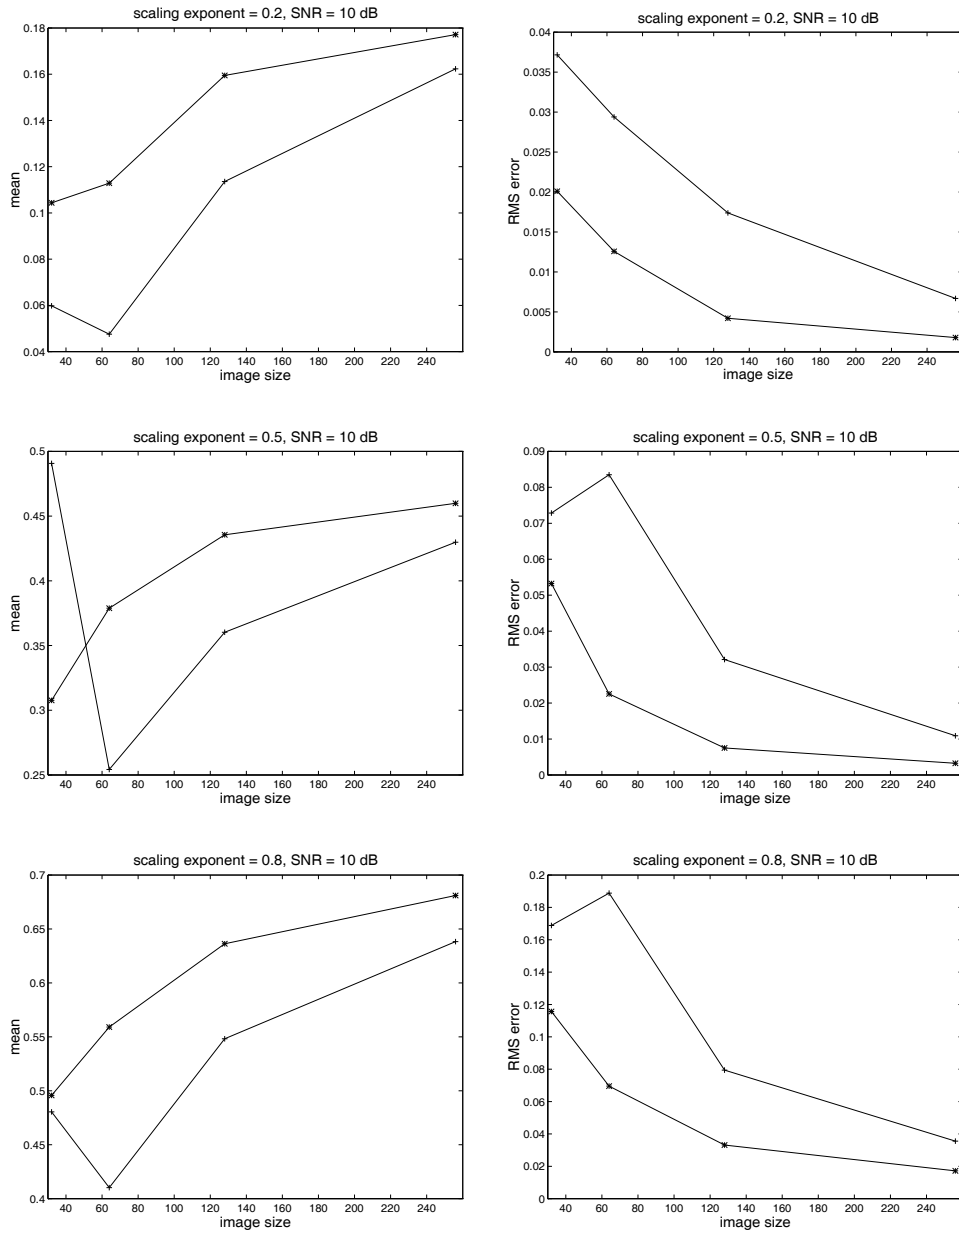 scaling exponent = 0.2, SNR = 10 dB
0.18
0.16
0.14
0.12
0.1
0.08
0.06
0.04
mean
40 60 80 100 120 140 160 180 200 220 240
image size
scaling exponent = 0.2, SNR = 10 dB
0.04
0.035
0.03
0.025
0.02
0.015
0.01
0.005
0
RMS error
40 60 80 100 120 140 160 180 200 220 240
image size
scaling exponent = 0.5, SNR = 10 dB
0.5
0.45
0.4
0.35
0.3
0.25
mean
40 60 80 100 120 140 160 180 200 220 240
image size
scaling exponent = 0.5, SNR = 10 dB
0.09
0.08
0.07
0.06
0.05
0.04
0.03
0.02
0.01
0
RMS error
40 60 80 100 120 140 160 180 200 220 240
image size
scaling exponent = 0.8, SNR = 10 dB
0.7
0.65
0.6
0.55
0.5
0.45
0.4
mean
40 60 80 100 120 140 160 180 200 220 240
image size
scaling exponent = 0.8, SNR = 10 dB
0.2
0.18
0.16
0.14
0.12
0.1
0.08
0.06
0.04
0.02
0
RMS error
40 60 80 100 120 140 160 180 200 220 240
image size